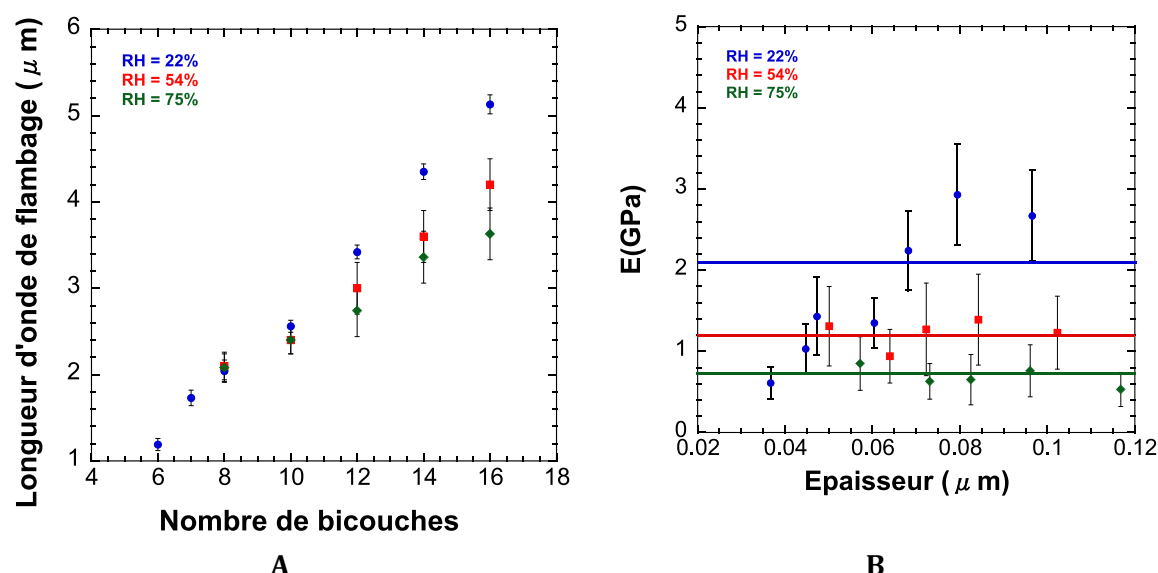 6
5
4
3
2
1
Longueur d'onde de flambage ( μ m)
RH = 22%
RH = 54%
RH = 75%
4 6 8 10 12 14 16 18
Nombre de bicouches
A
5
4
3
2
1
0
E(GPa)
RH = 22%
RH = 54%
RH = 75%
0.02 0.04 0.06 0.08 0.1 0.12
Epaisseur ( μ m)
B